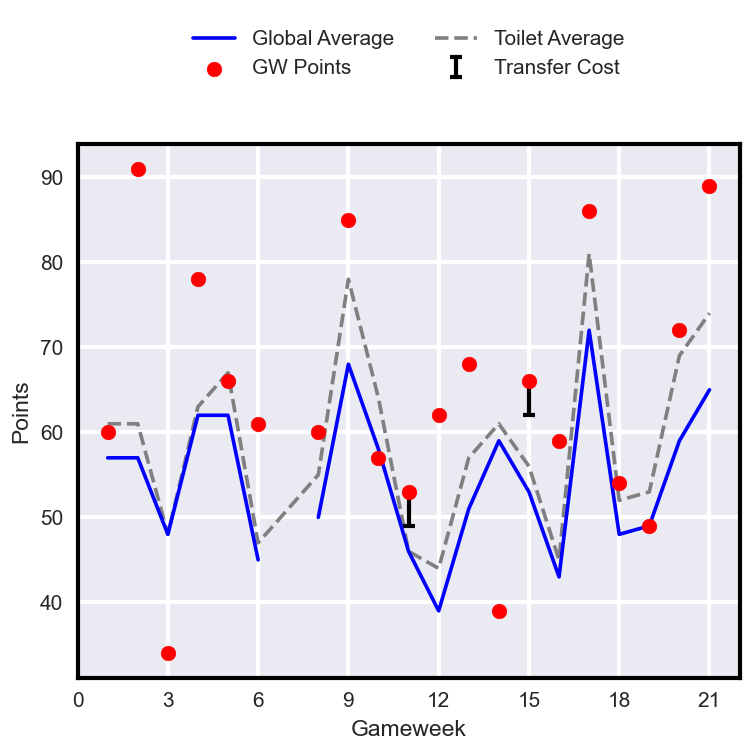 Global Average
Toilet Average
GW Points
Transfer Cost
90
80
70
60
50
40
Points
0 3 6 9 12 15 18 21
Gameweek